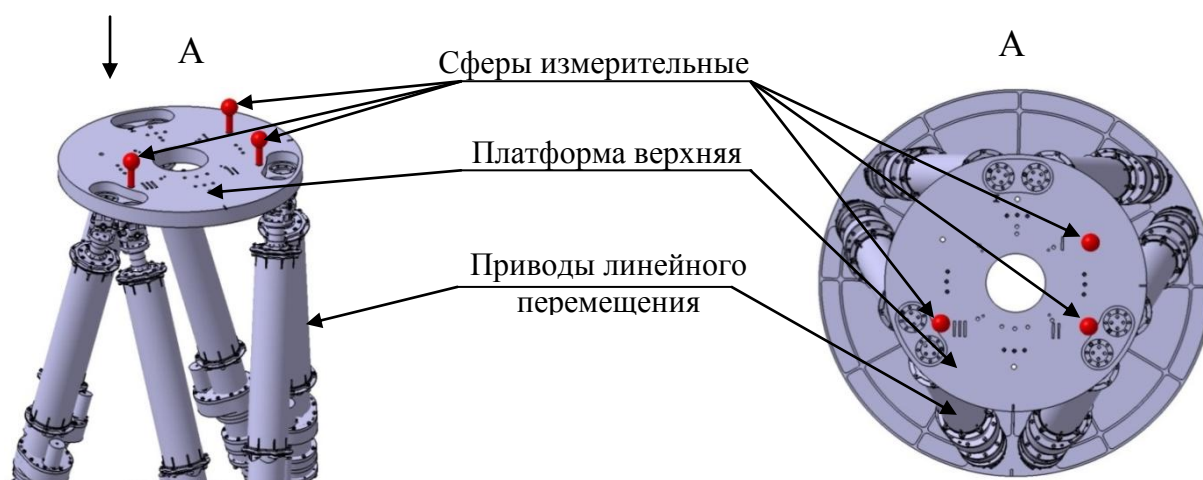 А
А
Сферы измерительные
Платформа верхняя
Приводы линейного
перемещения